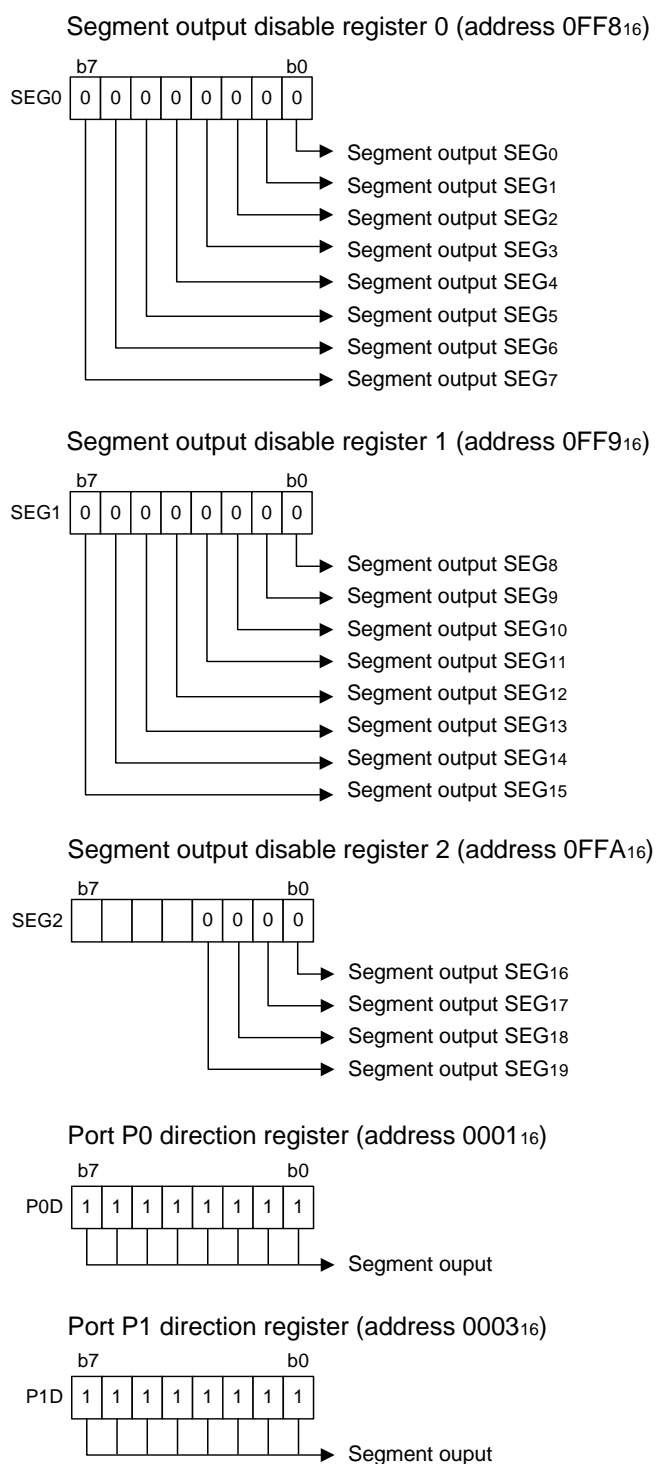 Segment output disable register 0 (address 0FF816)
b7 b0
SEG0 0 0 0 0 0 0 0 0
Segment output SEG0
Segment output SEG1
Segment output SEG2
Segment output SEG3
Segment output SEG4
Segment output SEG5
Segment output SEG6
Segment output SEG7
Segment output disable register 1 (address 0FF916)
b7 b0
SEG1 0 0 0 0 0 0 0 0
Segment output SEG8
Segment output SEG9
Segment output SEG10
Segment output SEG11
Segment output SEG12
Segment output SEG13
Segment output SEG14
Segment output SEG15
Segment output disable register 2 (address 0FFA16)
b7 b0
SEG2 0 0 0 0
Segment output SEG16
Segment output SEG17
Segment output SEG18
Segment output SEG19
Port P0 direction register (address 000116)
b7 b0
P0D 1 1 1 1 1 1 1 1
Segment ouput
Port P1 direction register (address 000316)
b7 b0
P1D 1 1 1 1 1 1 1 1
Segment ouput